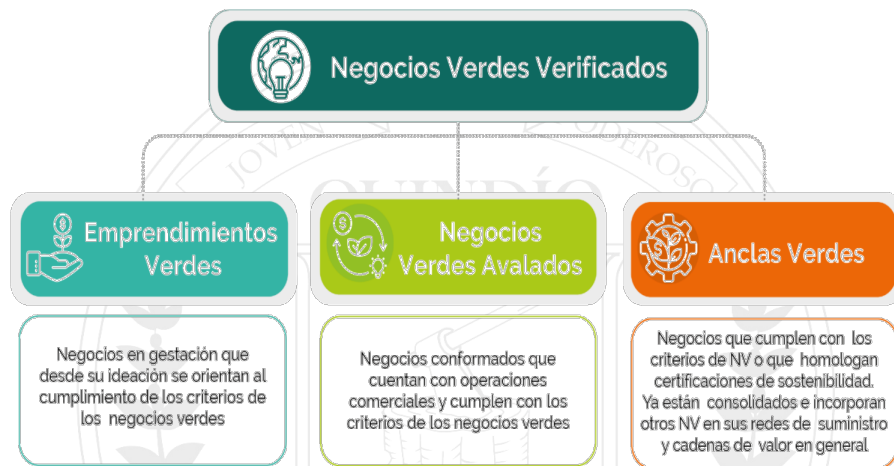 Negocios Verdes Verificados
JOVEN
PODEROSO
QUINDÍO
Emprendimientos
Verdes
Negocios
Verdes Avalados
Anclas Verdes
Negocios en gestación que
desde su ideación se orientan al
cumplimiento de los criterios de
los negocios verdes
Negocios conformados que
cuentan con operaciones
comerciales y cumplen con los
criterios de los negocios verdes
Negocios que cumplen con los
criterios de NV o que homologan
certificaciones de sostenibilidad.
Ya están consolidados e incorporan
otros NV en sus redes de suministro
y cadenas de valor en general